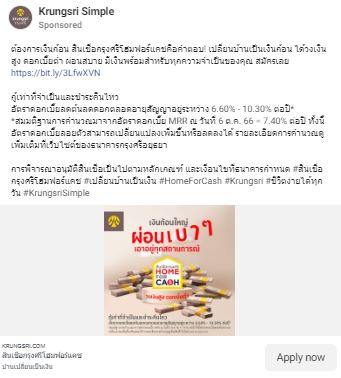 Krungsri Simple
Sponsored
ต้องการเงินก้อน สินเชื่อกรุงศรีโฮมฟอร์แคชคือคำตอบ! เปลี่ยนบ้านเป็นเงินก้อน ได้วงเงิน
สูง ดอกเบี้ยต่ำ ผ่อนสบาย มีเงินพร้อมสำหรับทุกความจำเป็นของคุณ สมัครเลย
https://bit.ly/3LfwXVN
กู้เท่าที่จำเป็นและชำระคืนไหว
อัตราดอกเบี้ยลดต้นลดดอกตลอดอายุสัญญาอยู่ระหว่าง 6.60% - 10.30% ต่อปี*
*สมมติฐานการคำนวณจากอัตราดอกเบี้ย MRR ณ วันที่ 6 ต.ค. 66 = 7.40% ต่อปี ทั้งนี้
อัตราดอกเบี้ยลอยตัวสามารถเปลี่ยนแปลงเพิ่มขึ้นหรือลดลงได้ รายละเอียดการคำนวณดู
เพิ่มเติมที่เว็บไซต์ของธนาคารกรุงศรีอยุธยา
การพิจารณาอนุมัติสินเชื่อเป็นไปตามหลักเกณฑ์ และเงื่อนไขที่ธนาคารกำหนด #สินเชื่อ
กรุงศรีโฮมฟอร์แคช #เปลี่ยนบ้านเป็นเงิน #HomeForCash #Krungsri #ชีวิตง่ายได้ทุก
วัน #KrungsriSimple
เงินก้อนใหญ่
ผ่อนเบาๆ
เอาอยู่ทุกสถานการณ์
HOME
FOR
CASH
กู้เท่าที่จำเป็นและชำระคืนไหว
KRUNGSRI.COM
สินเชื่อกรุงศรีโฮมฟอร์แคช
บ้านเปลี่ยนเป็นเงิน
Apply now